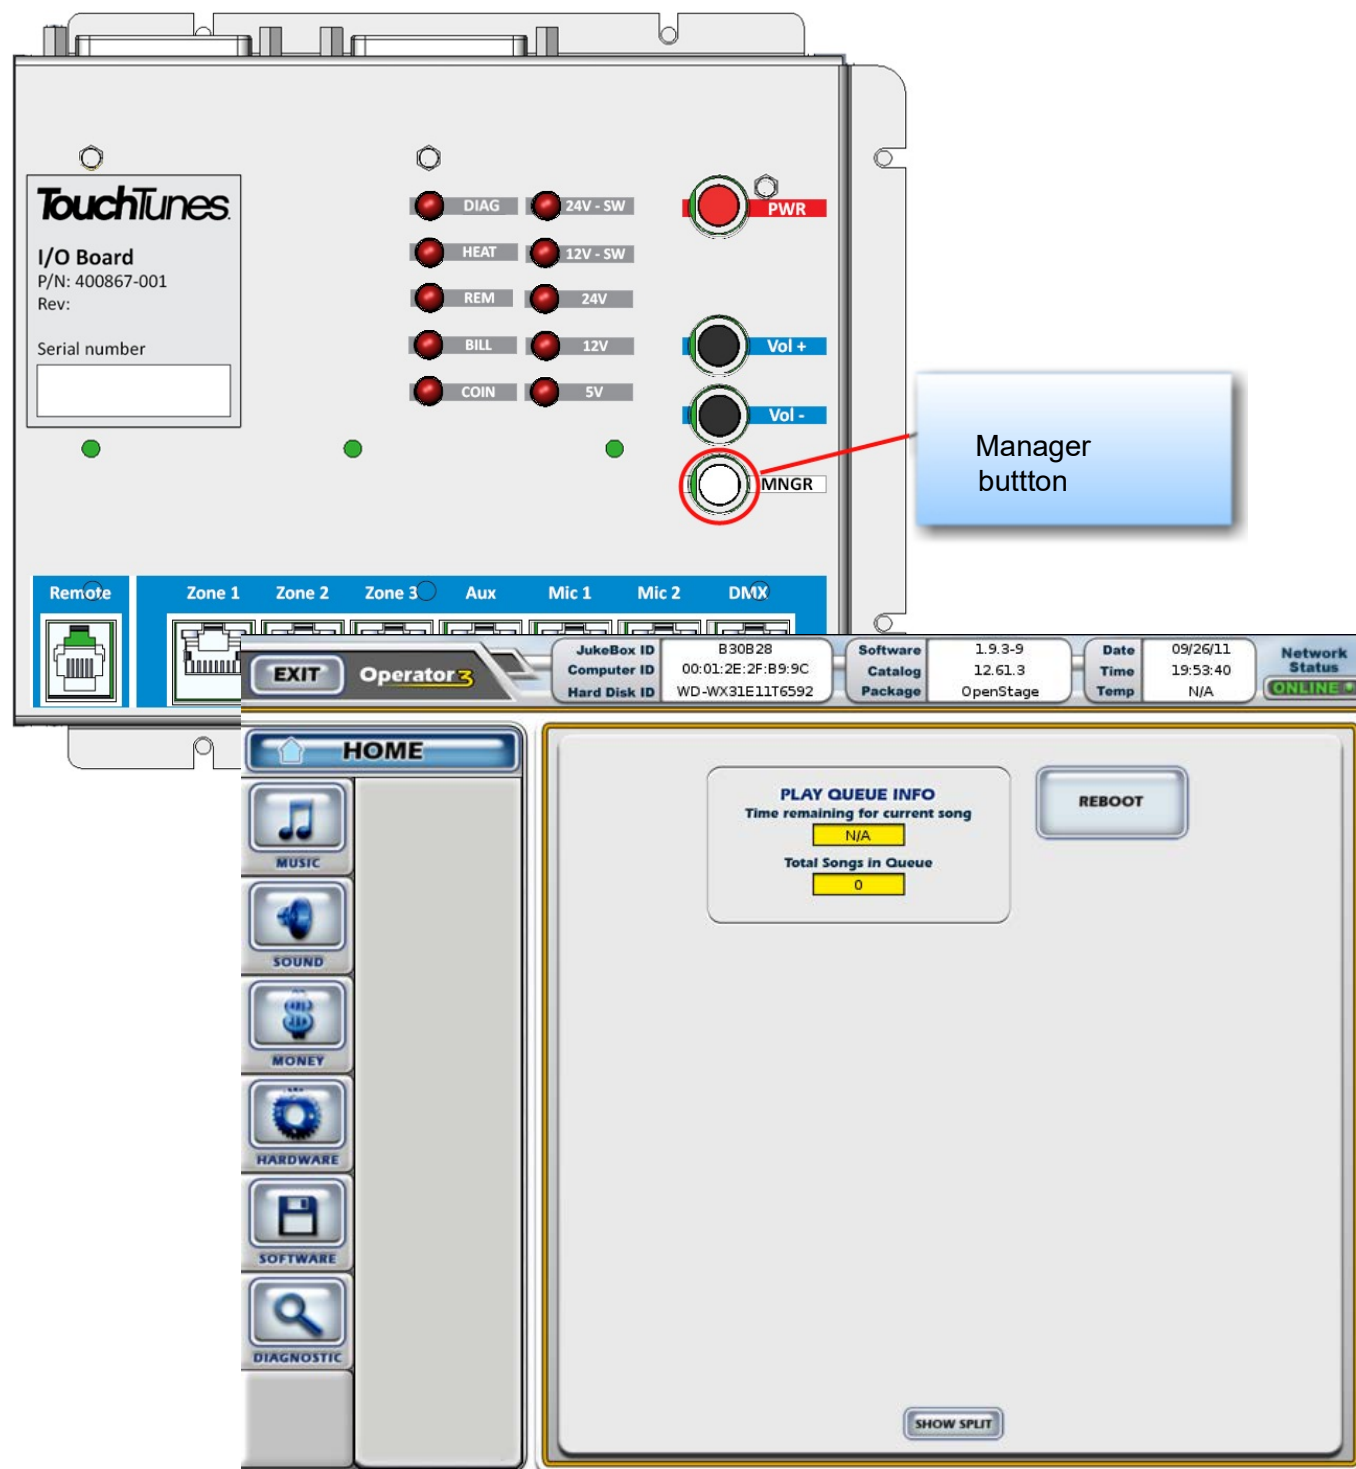 TouchTunes.
I/O Board
P/N: 400867-001
Rev:
Serial number
DIAG
24V - SW
HEAT
12V - SW
REM
24V
BILL
12V
COIN
5V
PWR
Vol +
Vol -
MNGR
Manager
buttton
Remote
Zone 1
Zone 2
Zone 3
Aux
Mic 1
Mic 2
DMX
EXIT
Operator 3
JukeBox ID B30B28
Computer ID 00:01:2E:2F:B9:9C
Hard Disk ID WD-WX31E11T6592
Software 1.9.3-9
Catalog 12.61.3
Package OpenStage
Date 09/26/11
Time 19:53:40
Temp N/A
Network
Status
ONLINE
HOME
MUSIC
SOUND
MONEY
HARDWARE
SOFTWARE
DIAGNOSTIC
PLAY QUEUE INFO
Time remaining for current song
N/A
Total Songs in Queue
0
REBOOT
SHOW SPLIT